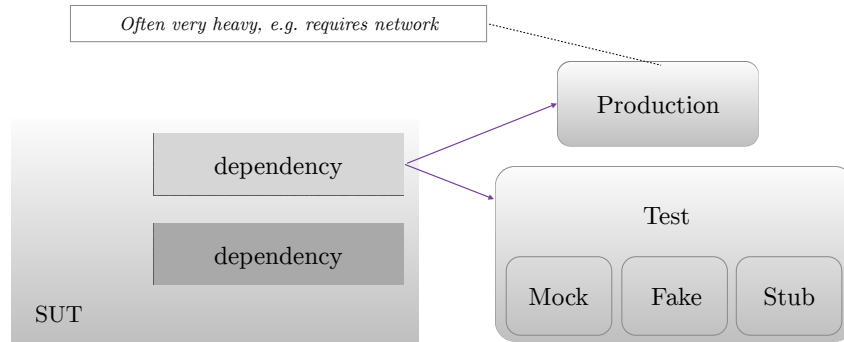 Often very heavy, e.g. requires network
Production
dependency
Test
dependency
Mock
Fake
Stub
SUT